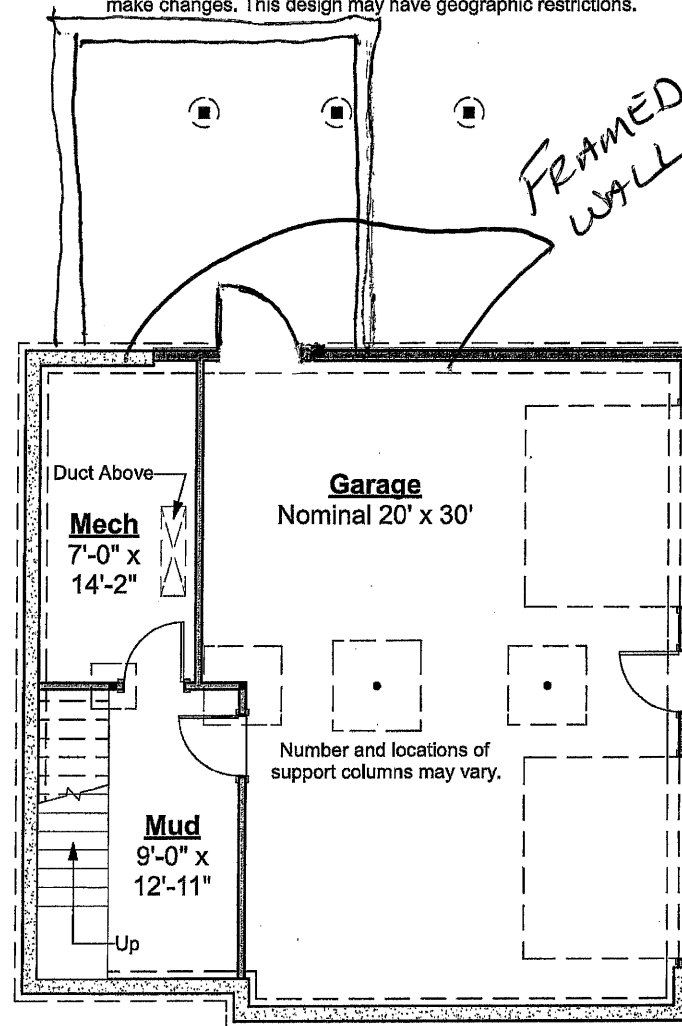 make changes. This design may have geographic restrictions.
FRAMED
WALL
Duct Above
Garage
Nominal 20' x 30'
Mech
7'-0" x
14'-2"
Number and locations of
support columns may vary.
Mud
9'-0" x
12'-11"
Up